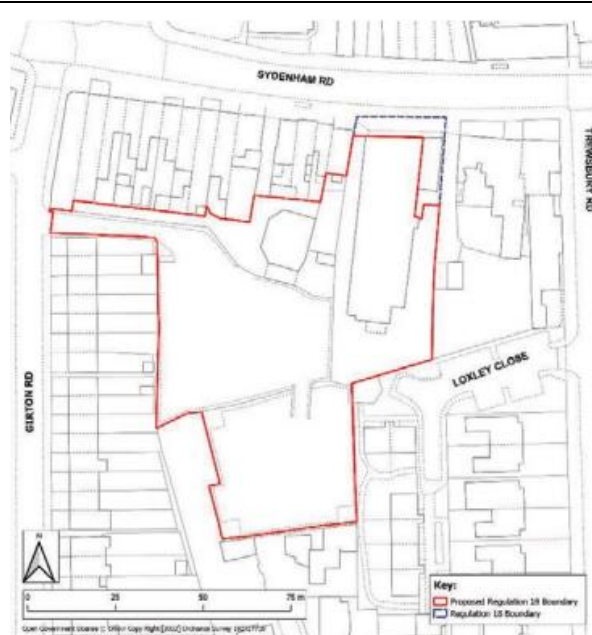 SYDENHAM RD
TREWSBURY RD
LOXLEY CLOSE
GIRTON RD
N
0 25 50 75 m
Key:
Proposed Regulation 19 Boundary
Regulation 18 Boundary